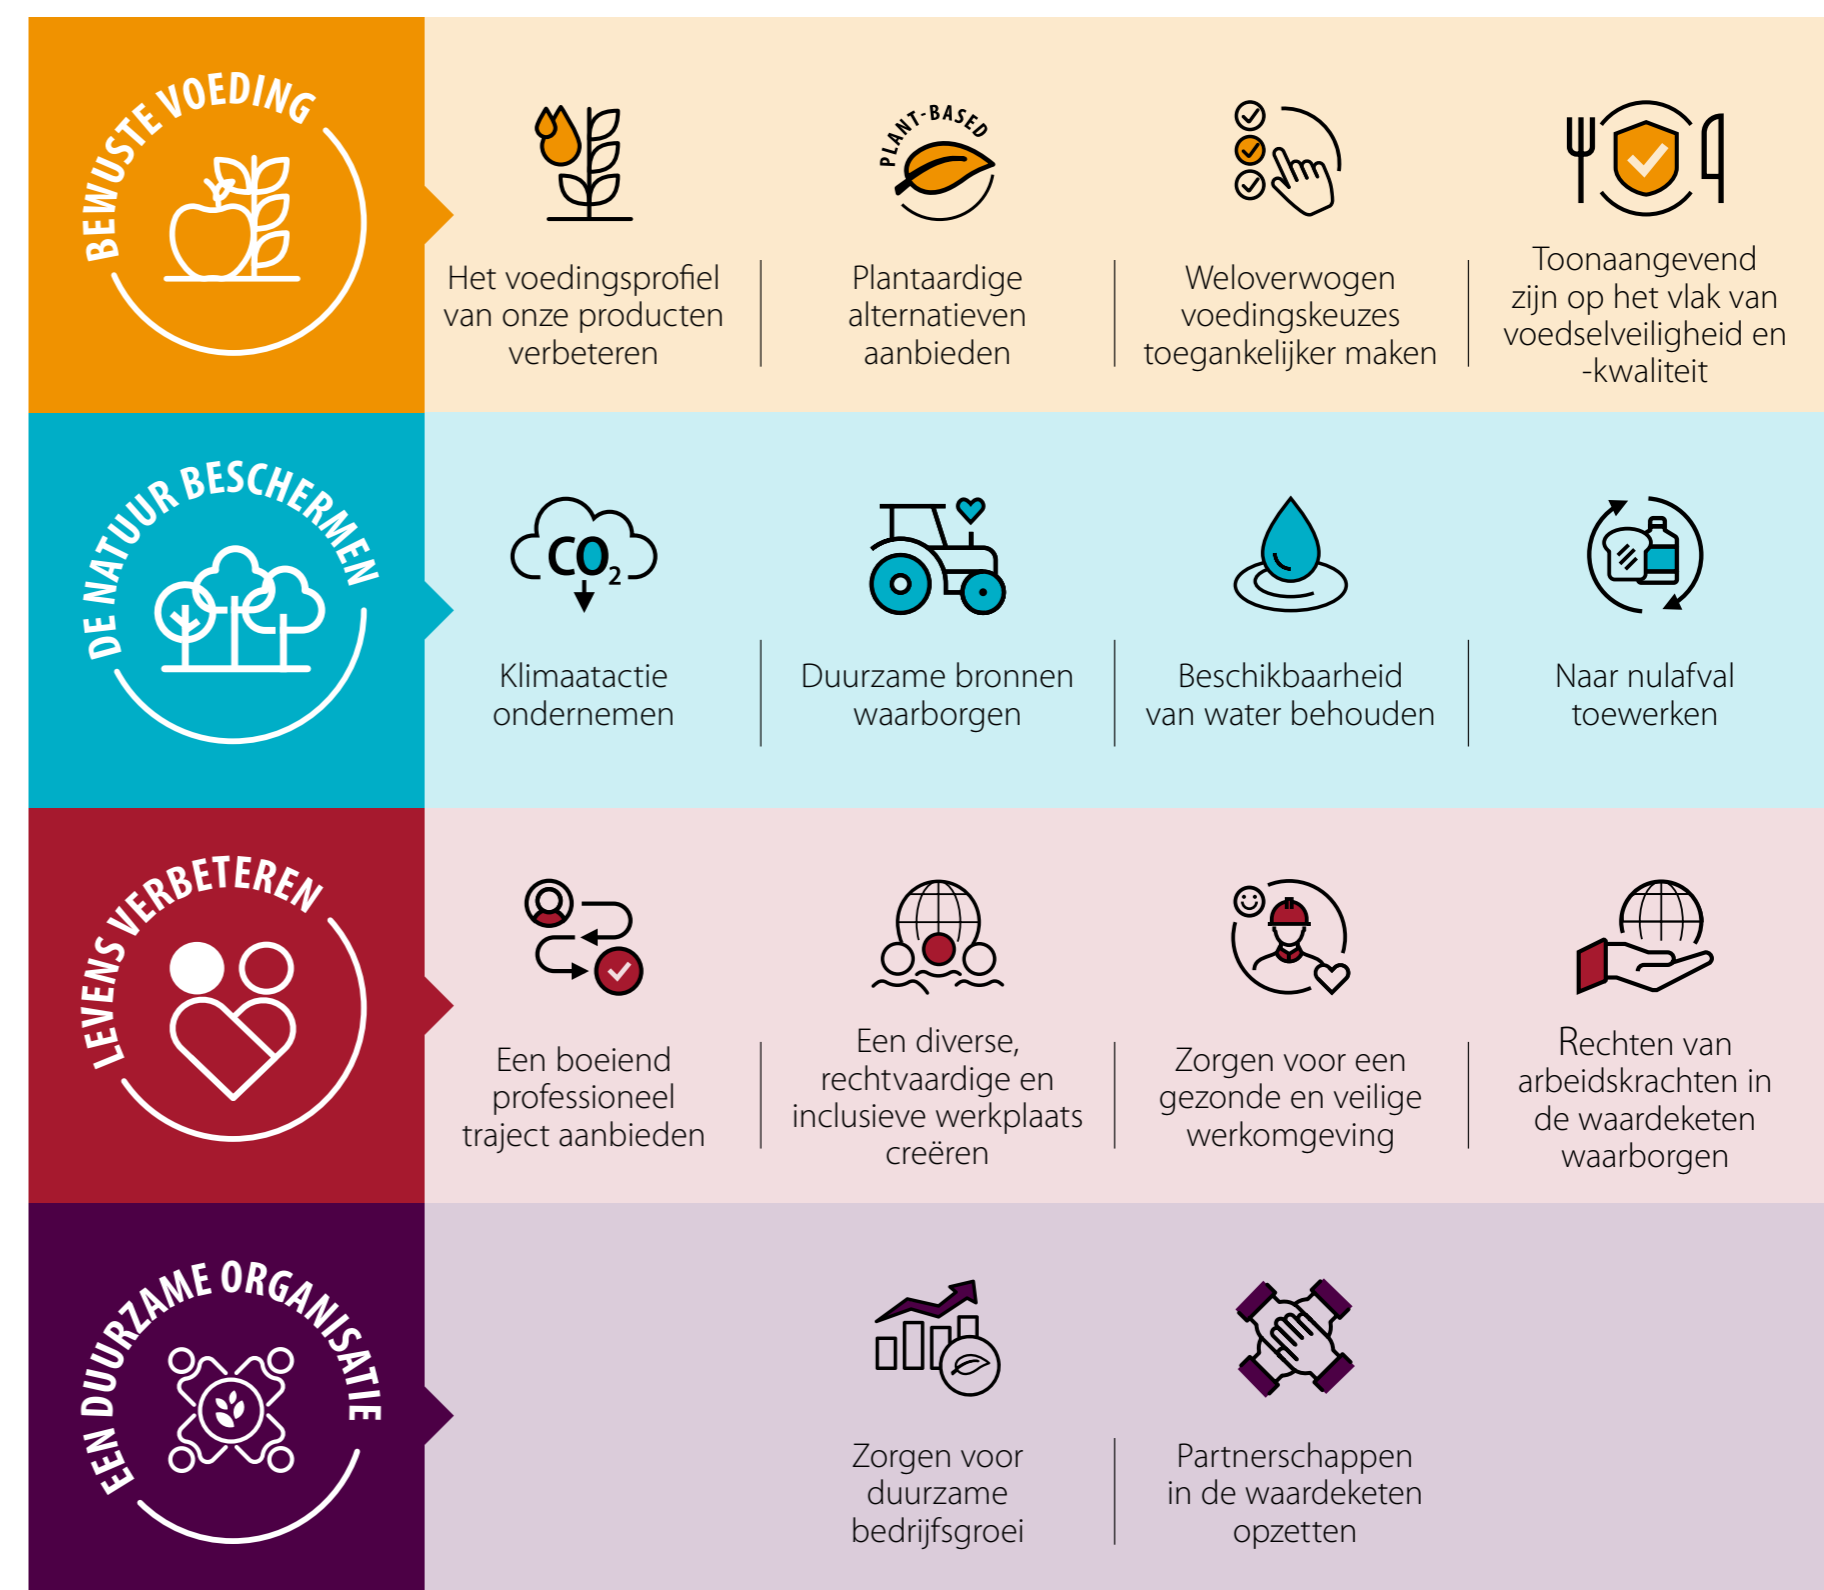 BEWUSTE VOEDING
PLANT-BASED
Het voedingsprofiel
van onze producten
verbeteren
Plantaardige
alternatieven
aanbieden
Weloverwogen
voedingskeuzes
toegankelijker maken
Toonaangevend
zijn op het vlak van
voedselveiligheid en
-kwaliteit
DE NATUUR BESCHERMEN
CO2
Klimaatactie
ondernemen
Duurzame bronnen
waarborgen
Beschikbaarheid
van water behouden
Naar nulafval
toewerken
LEVENS VERBETEREN
Een boeiend
professioneel
traject aanbieden
Een diverse,
rechtvaardige en
inclusieve werkplaats
creëren
Zorgen voor een
gezonde en veilige
werkomgeving
Rechten van
arbeidskrachten in
de waardeketen
waarborgen
EEN DUURZAME ORGANISATIE
Zorgen voor
duurzame
bedrijfsgroei
Partnerschappen
in de waardeketen
opzetten